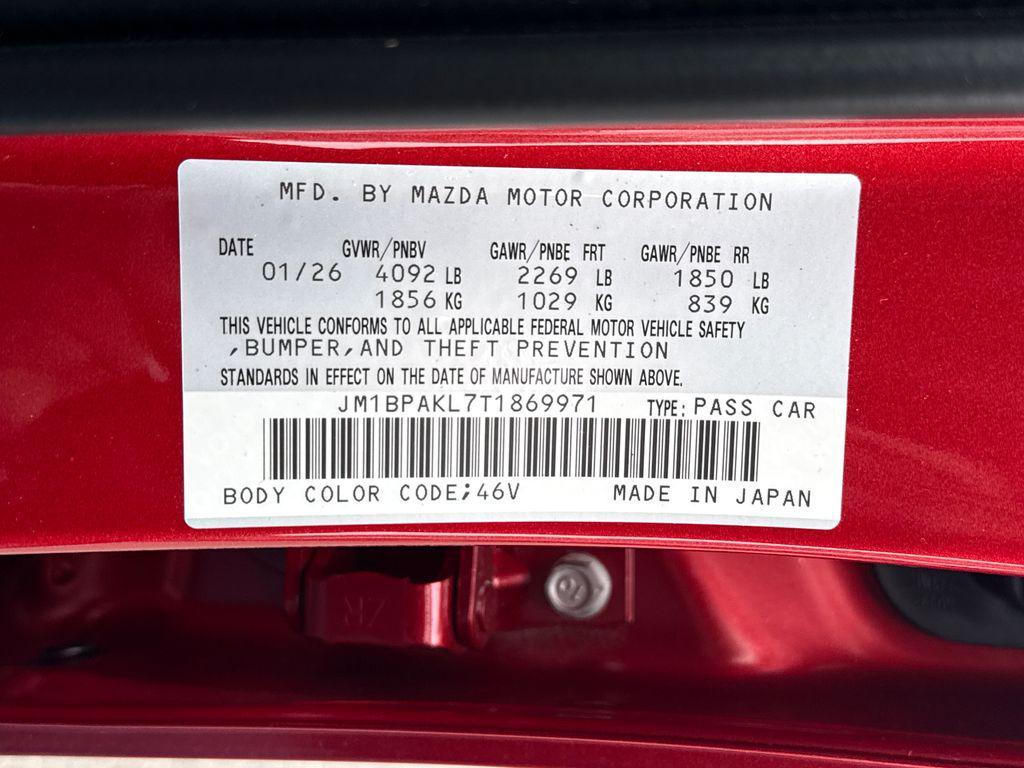 MFD. BY MAZDA MOTOR CORPORATION
DATE GVWR/PNBV GAWR/PNBE FRT GAWR/PNBE RR
01/26 4092 LB 2269 LB 1850 LB
1856 KG 1029 KG 839 KG
THIS VEHICLE CONFORMS TO ALL APPLICABLE FEDERAL MOTOR VEHICLE SAFETY
,BUMPER,AND THEFT PREVENTION
STANDARDS IN EFFECT ON THE DATE OF MANUFACTURE SHOWN ABOVE.
JM1BPAKL7T1869971 TYPE: PASS CAR
BODY COLOR CODE;46V MADE IN JAPAN